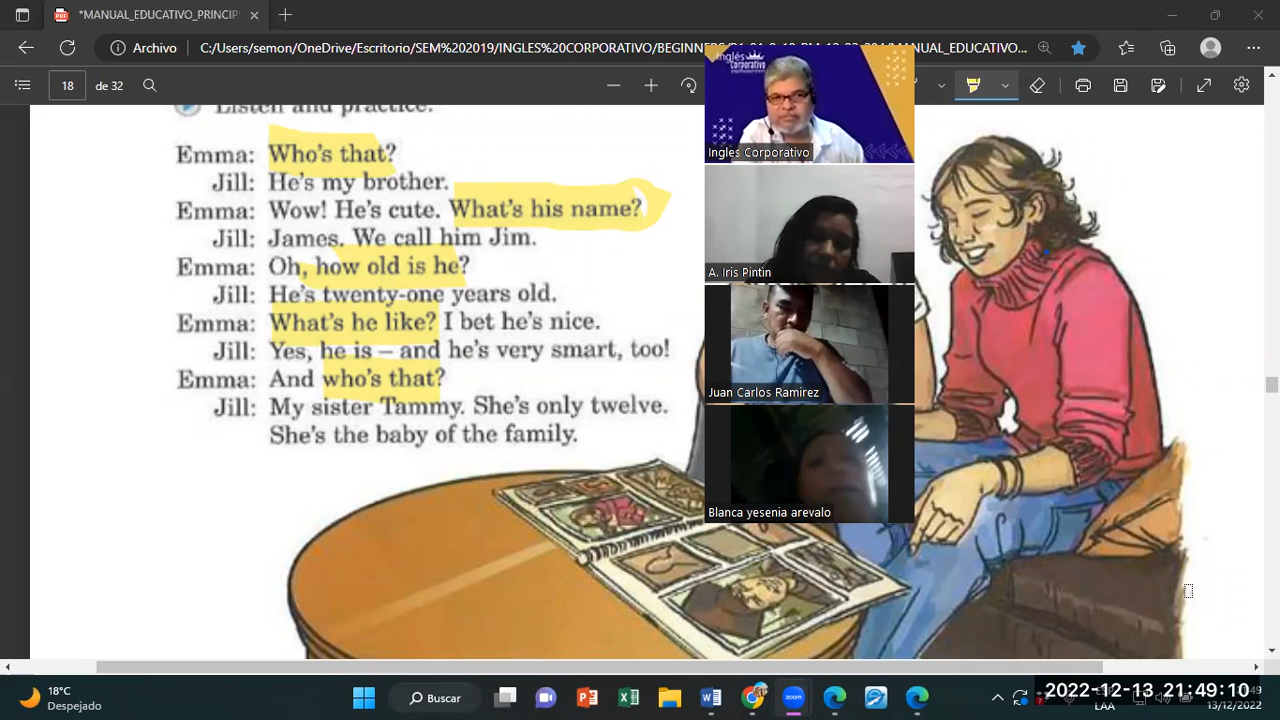 *MANUAL_EDUCATIVO_PRINCIP
Archivo
C:/Users/semon/OneDrive/Escritorio/SEM%202019/INGLES%20CORPORATIVO/BEGINNERS/
MANUAL_EDUCATIVO...
18 de 32
Listen and practice.
Emma: Who's that?
Jill: He's my brother.
Emma: Wow! He's cute. What's his name?
Jill: James. We call him Jim.
Emma: Oh, how old is he?
Jill: He's twenty-one years old.
Emma: What's he like? I bet he's nice.
Jill: Yes, he is – and he's very smart, too!
Emma: And who's that?
Jill: My sister Tammy. She's only twelve.
She's the baby of the family.
Inglés
Corporativo
Ingles Corporativo
A. Iris Pintin
Juan Carlos Ramirez
Blanca yesenia arevalo
18°C
Despejado
Buscar
zoom
2022-12-13 21:49:10
LAA
13/12/2022